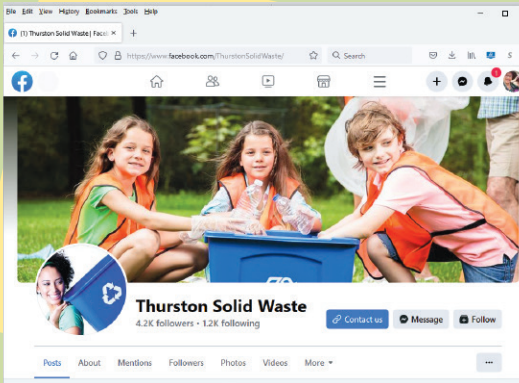 File Edit View History Bookmarks Tools Help
(1) Thurston Solid Waste | Faceb ×
https://www.facebook.com/ThurstonSolidWaste/
Search
Thurston Solid Waste
4.2K followers • 1.2K following
Contact us
Message
Follow
Posts About Mentions Followers Photos Videos More